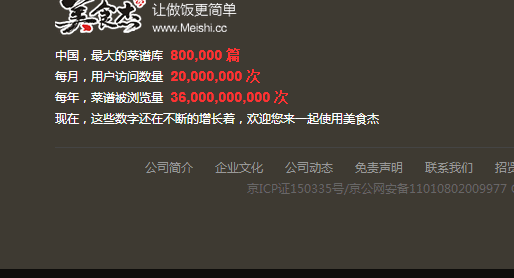 美食杰
让做饭更简单
www.Meishi.cc
中国，最大的菜谱库 800,000 篇
每月，用户访问数量 20,000,000 次
每年，菜谱被浏览量 36,000,000,000 次
现在，这些数字还在不断的增长着，欢迎您来一起使用美食杰
公司简介 企业文化 公司动态 免责声明 联系我们 招
京ICP证150335号/京公网安备11010802009977